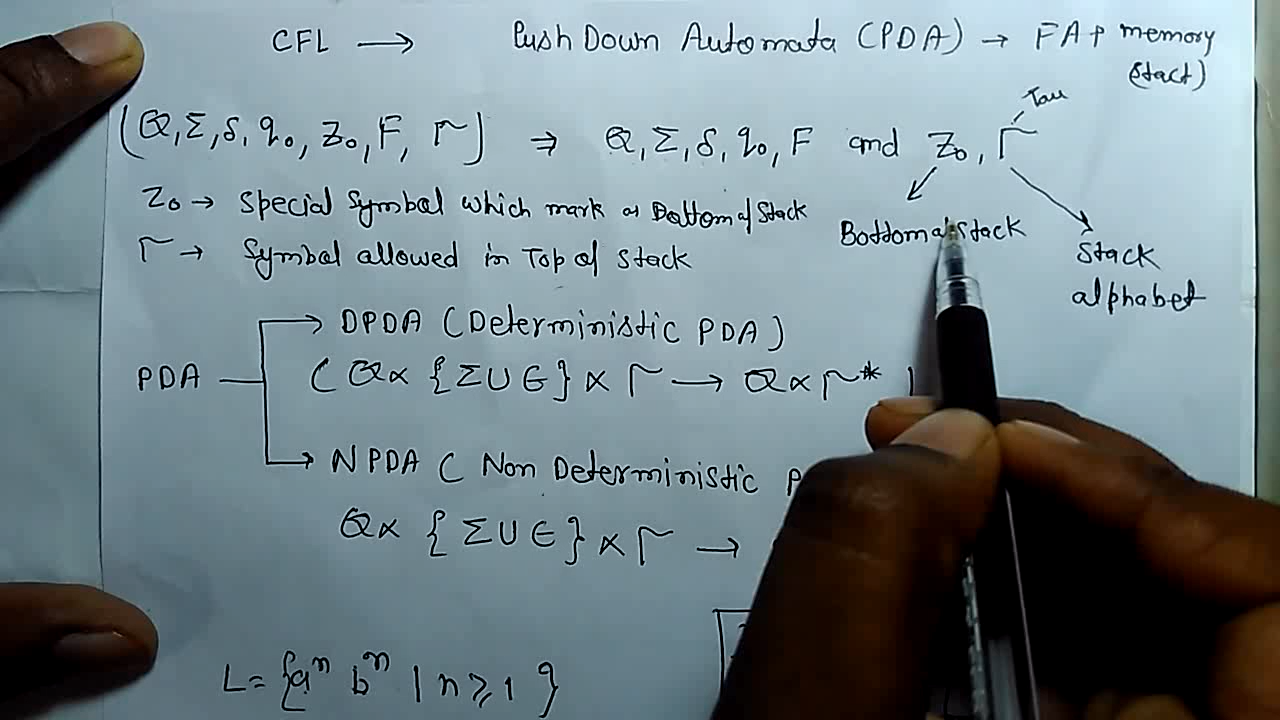 CFL → Push Down Automata (PDA) → FA + memory
(stact)
Tau
(Q, Σ, δ, q0, Z0, F, Γ) ⇒ Q, Σ, δ, q0, F and Z0, Γ
Z0 → Special Symbol which mark as Bottom of Stack
Bottom of Stack
Γ → Symbol allowed in Top of Stack
Stack
alphabet
DPDA (Deterministic PDA)
PDA
( Q × {Σ ∪ ϵ} × Γ → Q × Γ*
NPDA ( Non Deterministic P
Q × {Σ ∪ ϵ} × Γ →
L = {a^n b^n | n ≥ 1 }